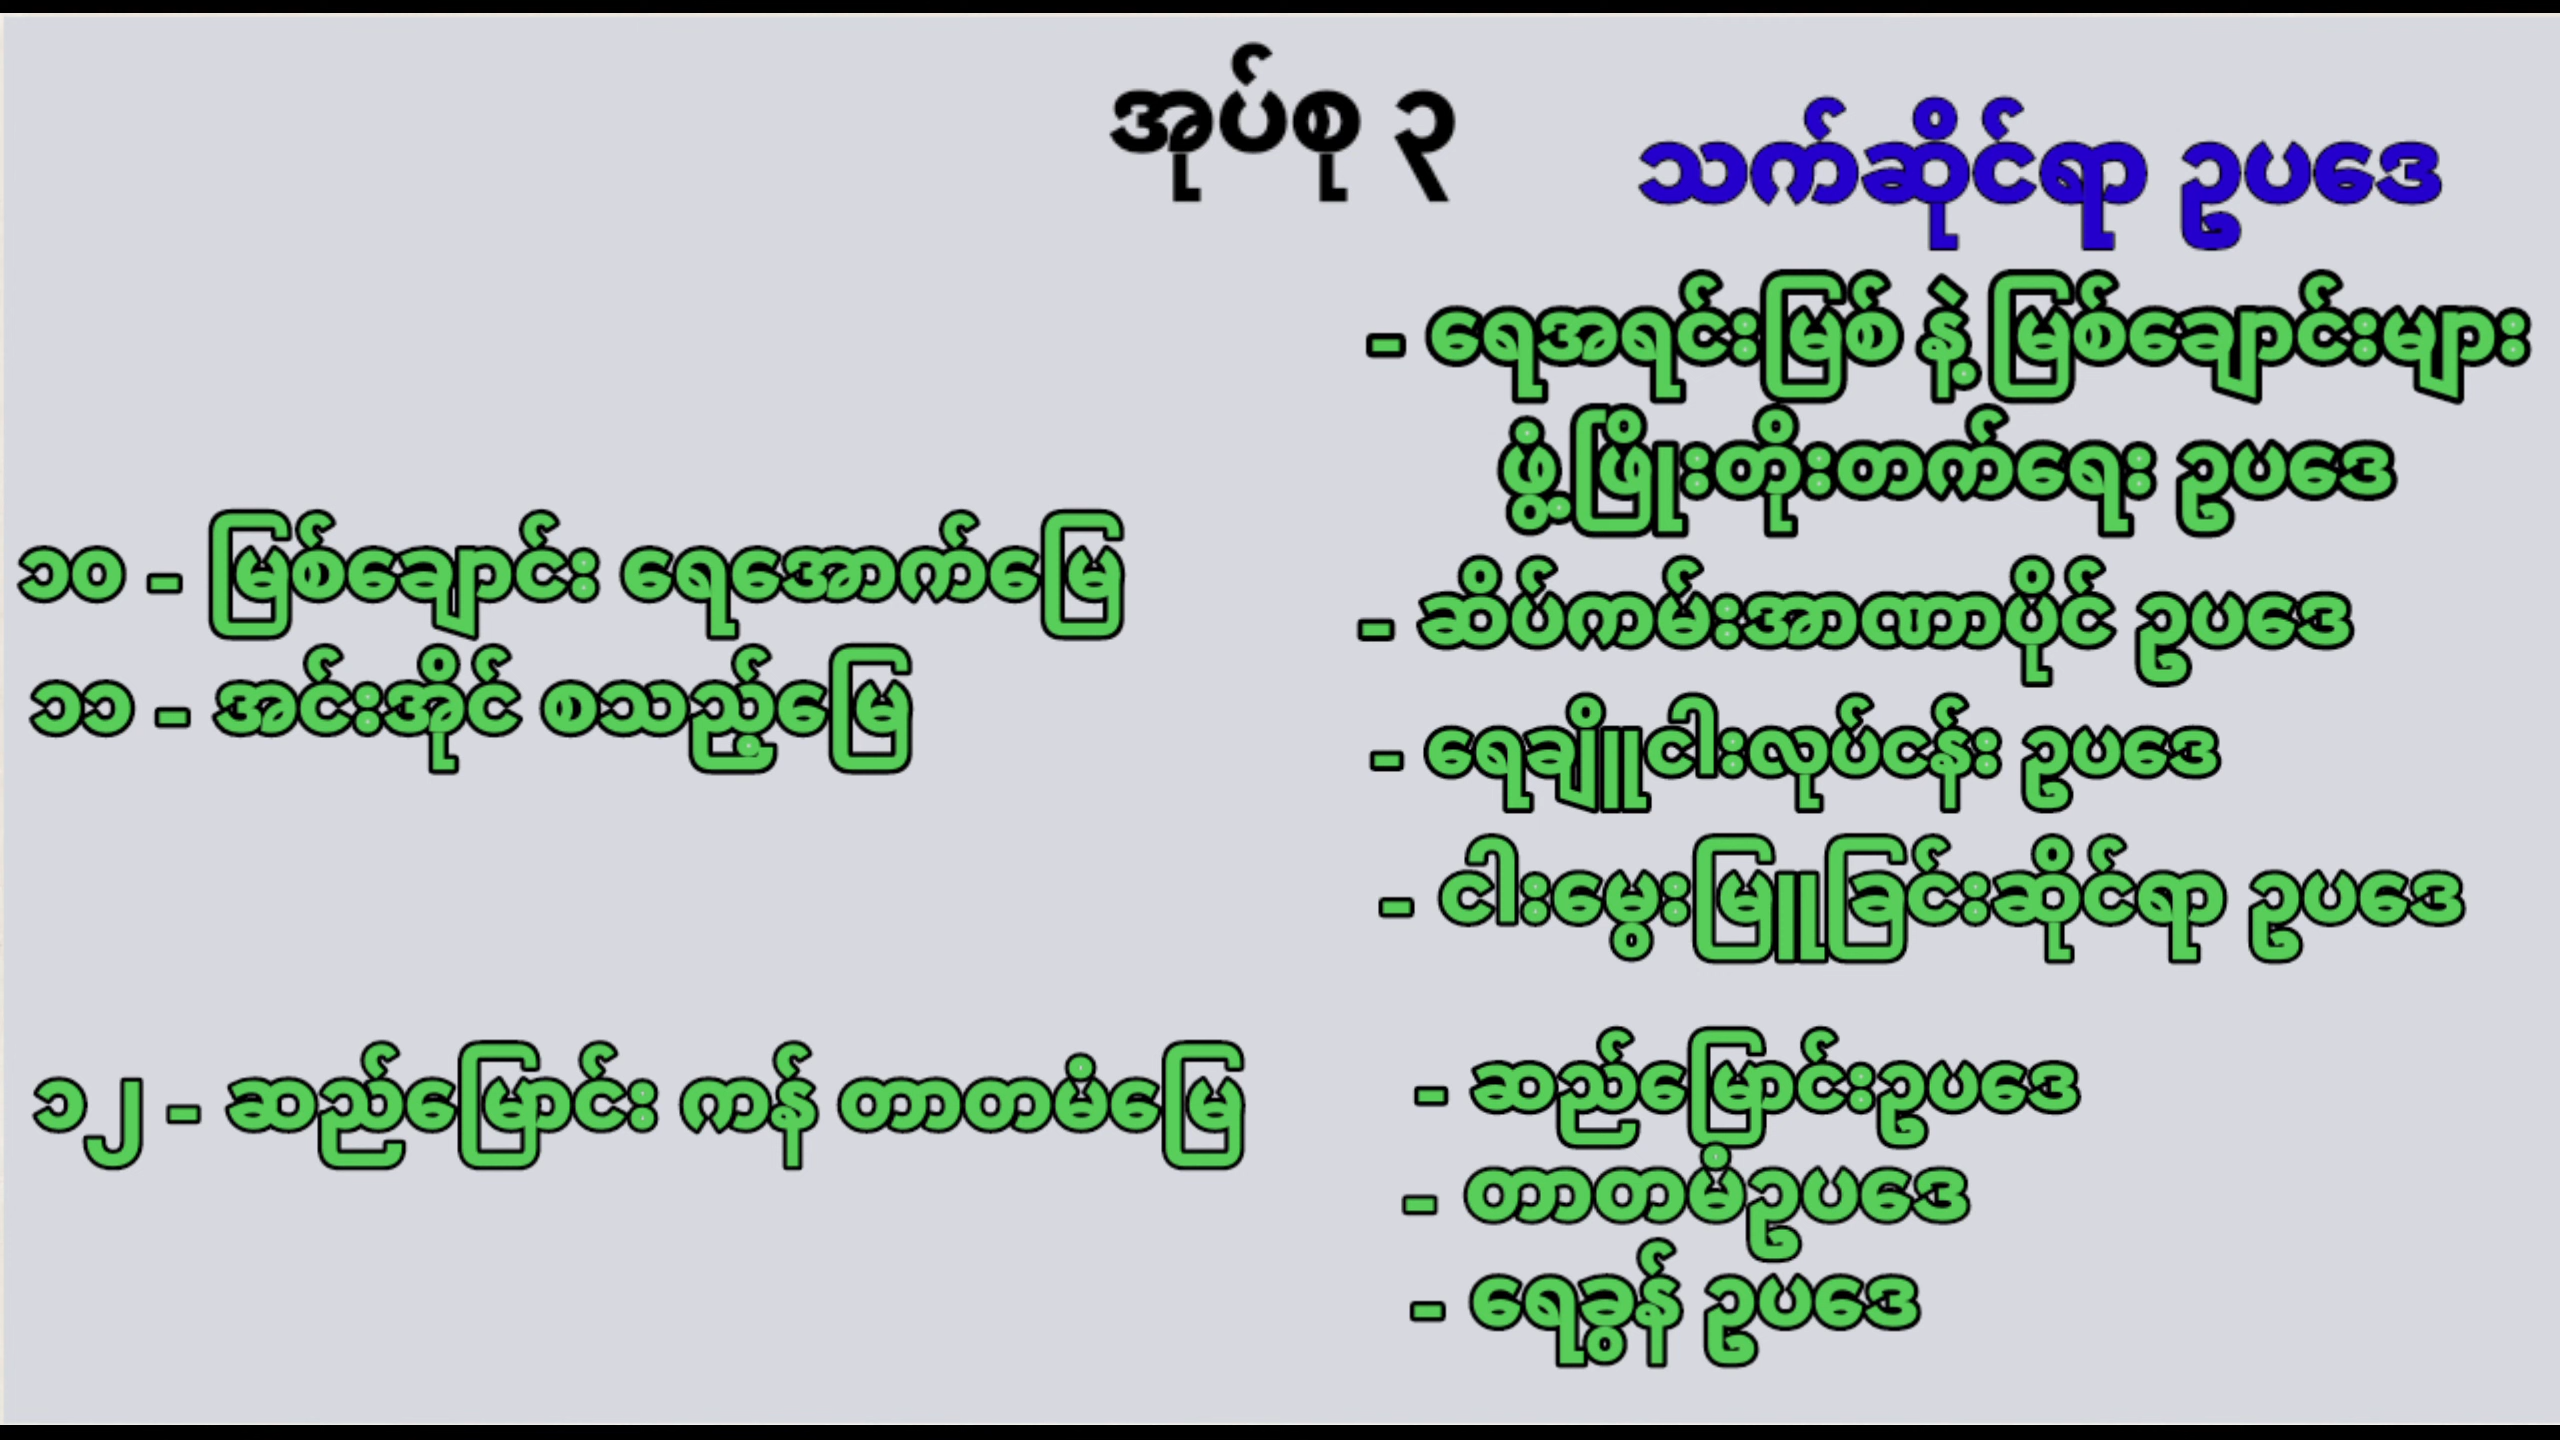 အုပ်စု ၃
သက်ဆိုင်ရာ ဥပဒေ
၁၀ - မြစ်ချောင်း ရေအောက်မြေ
၁၁ - အင်းအိုင် စသည့်မြေ
- ရေအရင်းမြစ် နဲ့ မြစ်ချောင်းများ
ဖွံ့ဖြိုးတိုးတက်ရေး ဥပဒေ
- ဆိပ်ကမ်းအာဏာပိုင် ဥပဒေ
- ရေချိူငါးလုပ်ငန်း ဥပဒေ
- ငါးမွေးမြူခြင်းဆိုင်ရာ ဥပဒေ
၁၂ - ဆည်မြောင်း ကန် တာတမံမြေ
- ဆည်မြောင်းဥပဒေ
- တာတမံဥပဒေ
- ရေခွန် ဥပဒေ